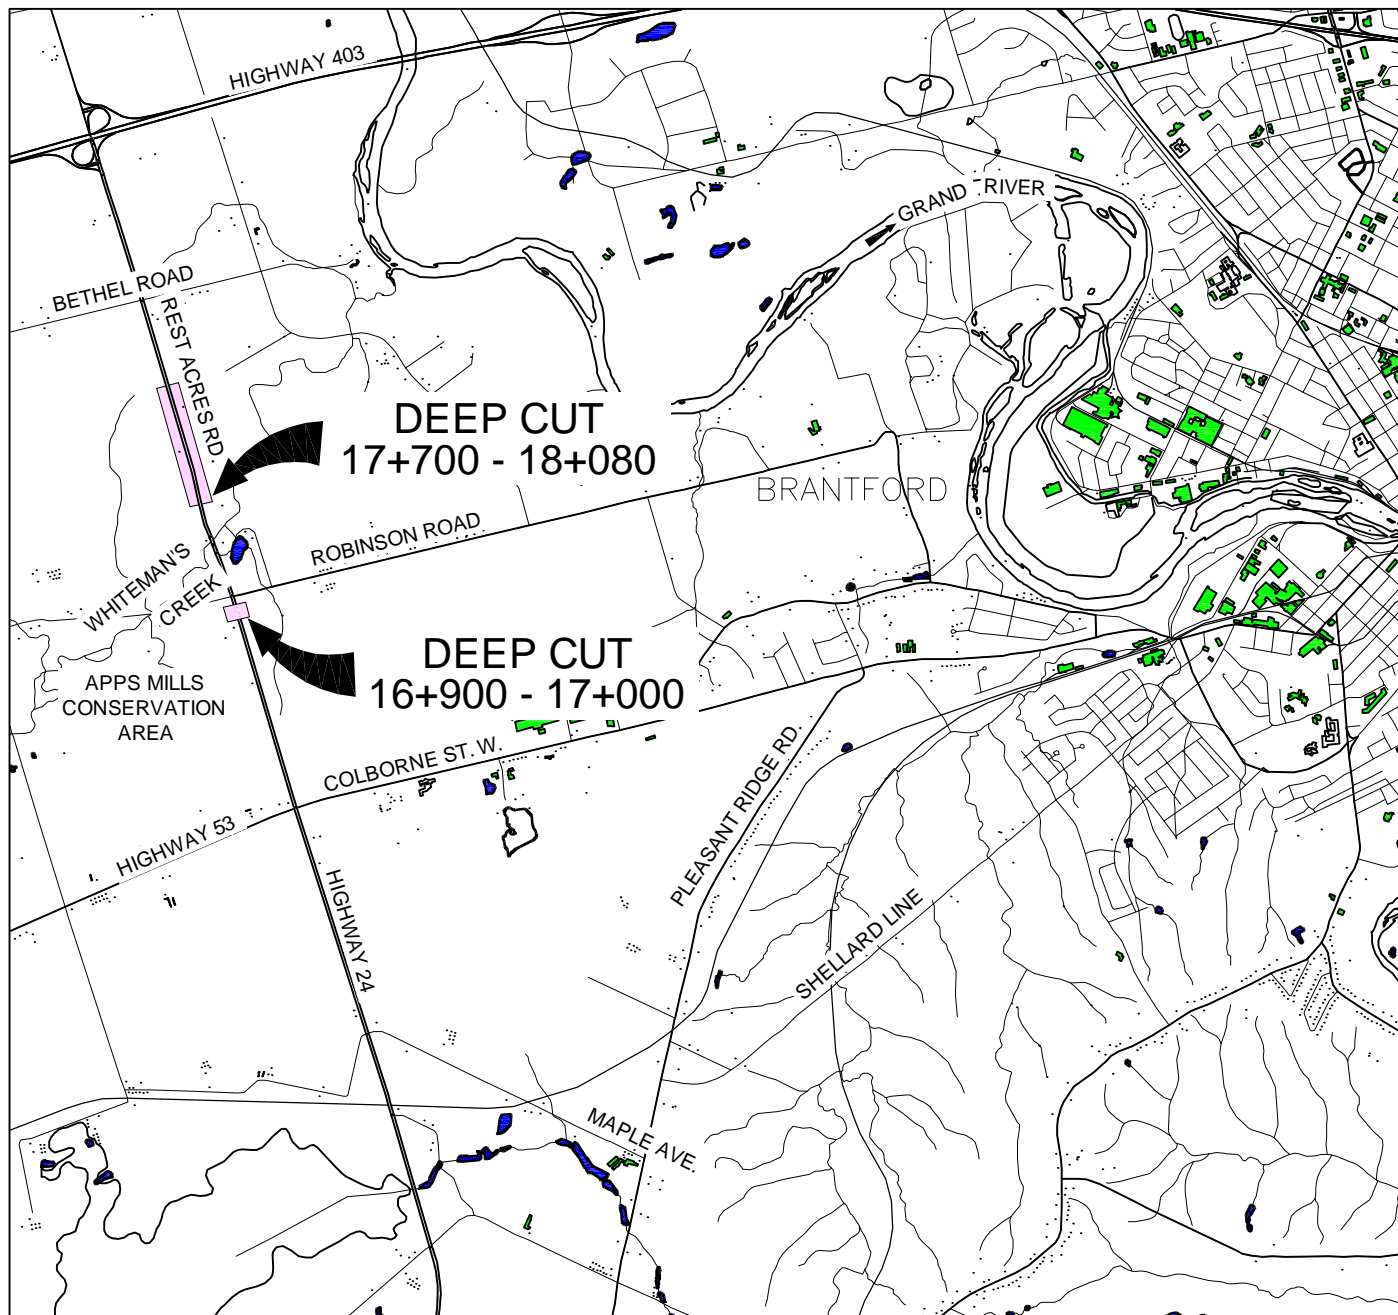 HIGHWAY 403
GRAND RIVER
BETHEL ROAD
REST ACRES RD.
DEEP CUT
17+700 - 18+080
BRANTFORD
ROBINSON ROAD
WHITEMAN'S
CREEK
DEEP CUT
16+900 - 17+000
APPS MILLS
CONSERVATION
AREA
COLBORNE ST. W.
PLEASANT RIDGE RD.
HIGHWAY 53
HIGHWAY 24
SHELLARD LINE
MAPLE AVE.